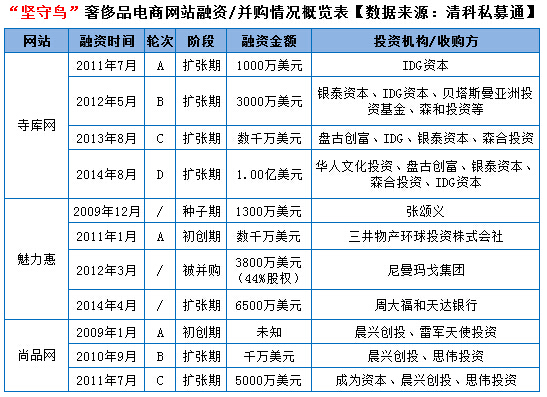 “坚守鸟”奢侈品电商网站融资/并购情况概览表【数据来源：清科私募通】
网站 融资时间 轮次 阶段 融资金额 投资机构/收购方
寺库网
2011年7月 A 扩张期 1000万美元 IDG资本
2012年5月 B 扩张期 3000万美元 银泰资本、IDG资本、贝塔斯曼亚洲投
资基金、森和投资等
2013年8月 C 扩张期 数千万美元 盘古创富、IDG、银泰资本、森合投资
2014年8月 D 扩张期 1.00亿美元 华人文化投资、盘古创富、银泰资本、
森合投资、IDG资本
魅力惠
2009年12月 / 种子期 1300万美元 张颂义
2011年1月 A 初创期 数千万美元 三井物产环球投资株式会社
2012年3月 / 被并购 3800万美元
（44%股权） 尼曼玛戈集团
2014年4月 / 扩张期 6500万美元 周大福和天达银行
尚品网
2009年1月 A 初创期 未知 晨兴创投、雷军天使投资
2010年9月 B 扩张期 千万美元 晨兴创投、思伟投资
2011年7月 C 扩张期 5000万美元 成为资本、晨兴创投、思伟投资